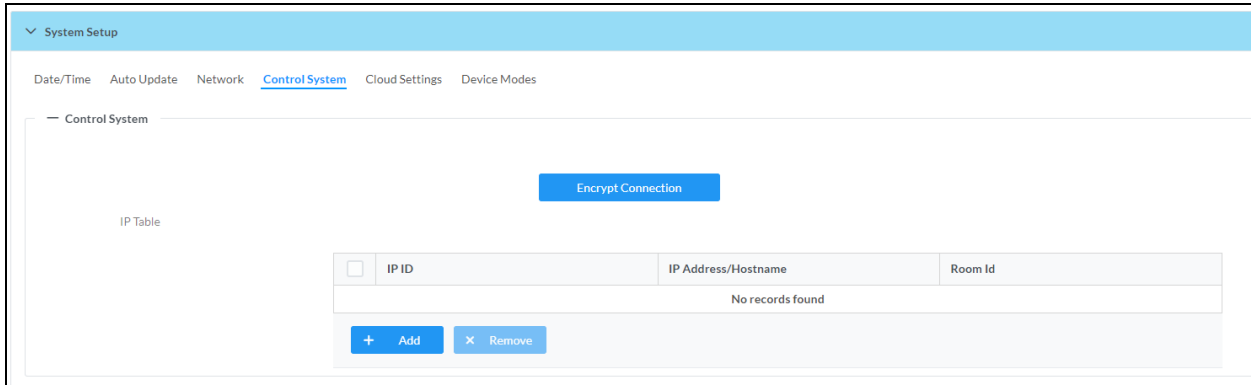 System Setup
Date/Time Auto Update Network Control System Cloud Settings Device Modes
Control System
Encrypt Connection
IP Table
IP ID IP Address/Hostname Room Id
No records found
+ Add × Remove